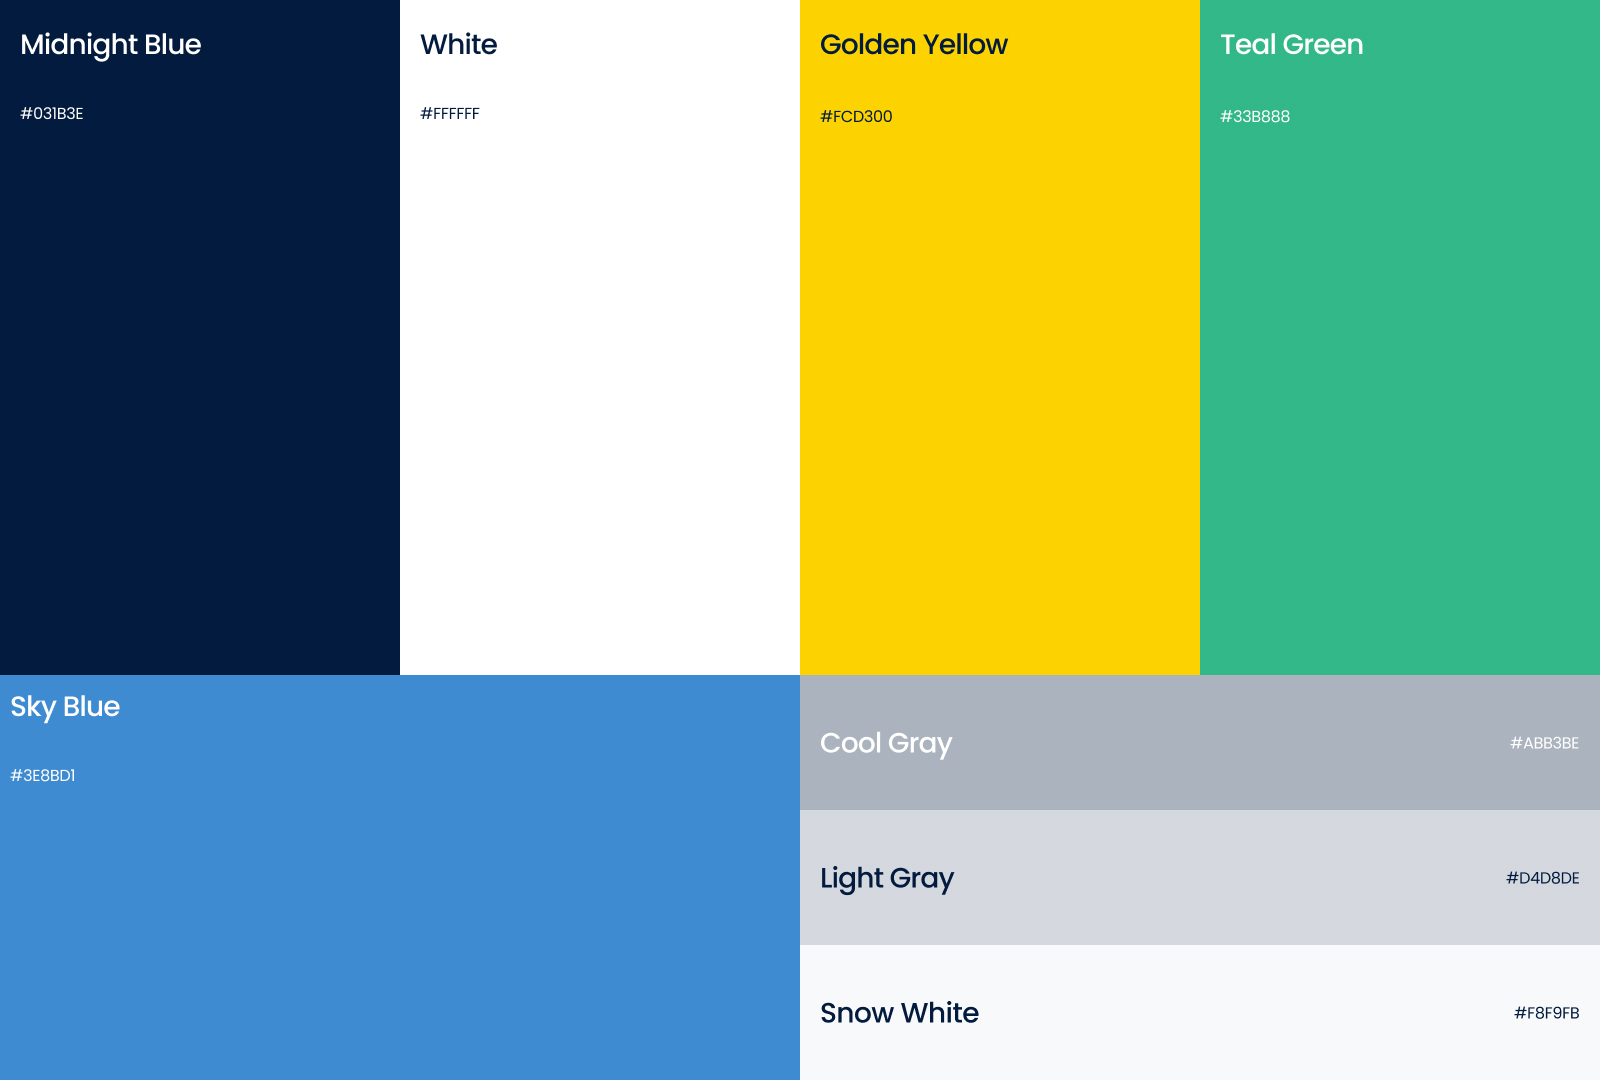 Midnight Blue
#031B3E
White
#FFFFFF
Golden Yellow
#FCD300
Teal Green
#33B888
Sky Blue
#3E8BD1
Cool Gray
#ABB3BE
Light Gray
#D4D8DE
Snow White
#F8F9FB